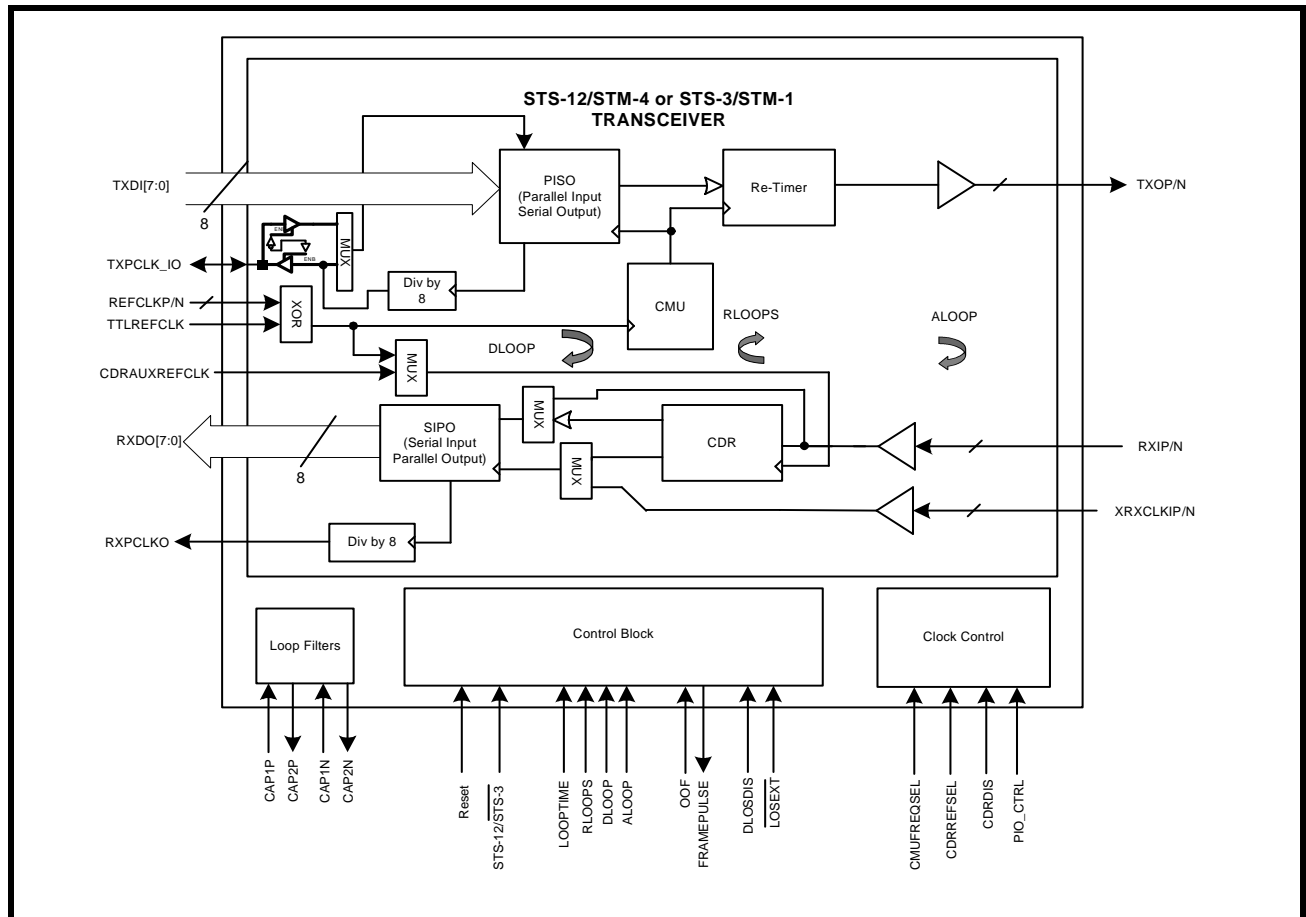 STS-12/STM-4 or STS-3/STM-1
TRANSCEIVER
TXDI[7:0]
8
PISO
(Parallel Input
Serial Output)
Re-Timer
TXOP/N
ENB
MUX
ENB
TXPCLK_IO
Div by
8
REFCLKP/N
XOR
CMU
TTLREFCLK
DLOOP
RLOOPS
ALOOP
CDRAUXREFCLK
MUX
MUX
RXDO[7:0]
8
SIPO
(Serial Input
Parallel Output)
CDR
RXIP/N
MUX
XRXCLKIP/N
RXPCLKO
Div by 8
Loop Filters
Control Block
Clock Control
CAP1P
CAP2P
CAP1N
CAP2N
Reset
STS-12/STS-3
LOOPTIME
RLOOPS
DLOOP
ALOOP
OOF
FRAMEPULSE
DLOSDIS
LOSEXT
CMUFREQSEL
CDRREFSEL
CDRDIS
PIO_CTRL